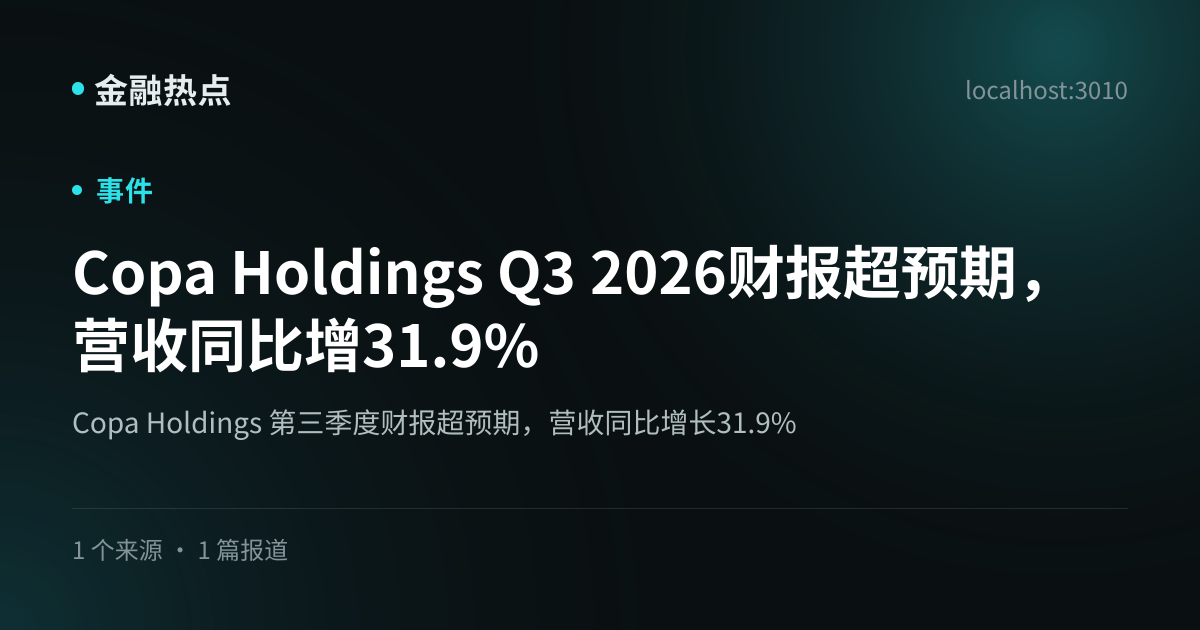 金融热点
localhost:3010
事件
Copa Holdings Q3 2026财报超预期，
营收同比增31.9%
Copa Holdings 第三季度财报超预期，营收同比增长31.9%
1 个来源 · 1 篇报道